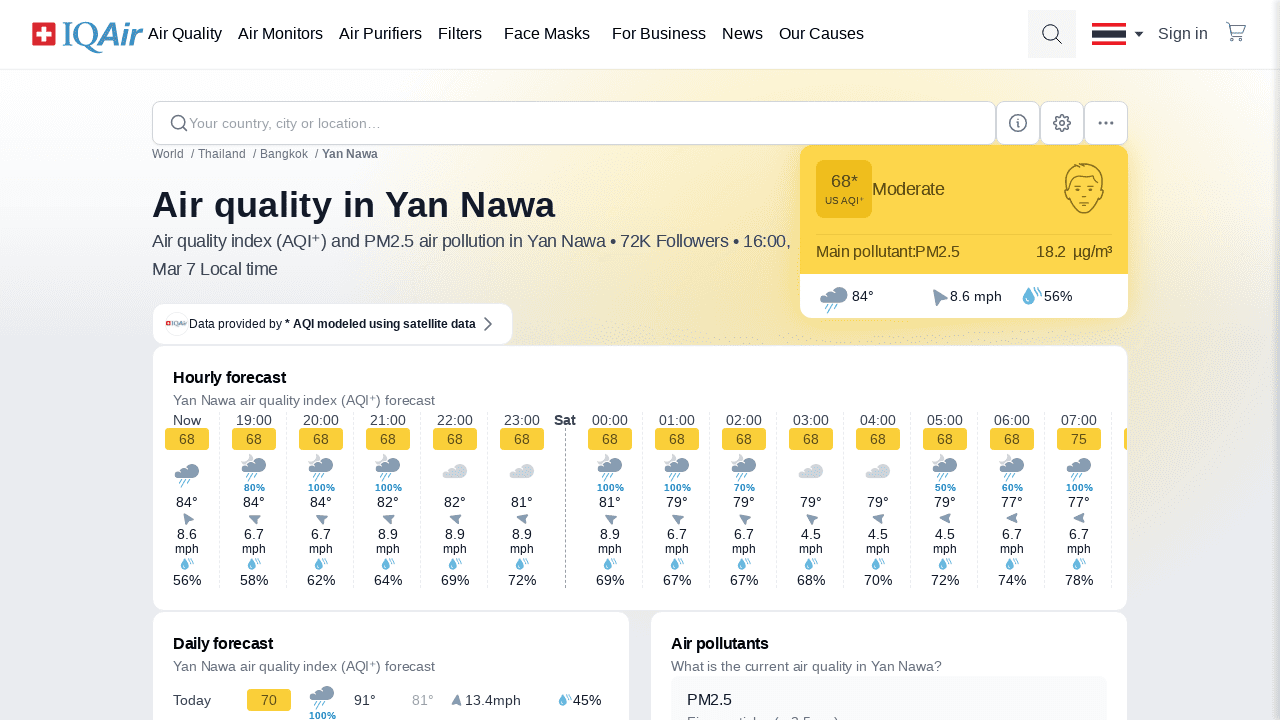 IQAir Air Quality Air Monitors Air Purifiers Filters Face Masks For Business News Our Causes Sign in
Your country, city or location…
World / Thailand / Bangkok / Yan Nawa
Air quality in Yan Nawa
Air quality index (AQI⁺) and PM2.5 air pollution in Yan Nawa • 72K Followers • 16:00,
Mar 7 Local time
68*
US AQI⁺
Moderate
Main pollutant:PM2.5 18.2 µg/m³
84° 8.6 mph 56%
IQAir Data provided by * AQI modeled using satellite data
Hourly forecast
Yan Nawa air quality index (AQI⁺) forecast
Now 19:00 20:00 21:00 22:00 23:00 Sat 00:00 01:00 02:00 03:00 04:00 05:00 06:00 07:00
68 68 68 68 68 68 68 68 68 68 68 68 68 75
80% 100% 100% 100% 100% 70% 50% 60% 100%
84° 84° 84° 82° 82° 81° 81° 79° 79° 79° 79° 79° 77° 77°
8.6 6.7 6.7 8.9 8.9 8.9 8.9 6.7 6.7 4.5 4.5 4.5 6.7 6.7
mph mph mph mph mph mph mph mph mph mph mph mph mph mph
56% 58% 62% 64% 69% 72% 69% 67% 67% 68% 70% 72% 74% 78%
Daily forecast
Yan Nawa air quality index (AQI⁺) forecast
Today 70 100% 91° 81° 13.4mph 45%
Air pollutants
What is the current air quality in Yan Nawa?
PM2.5